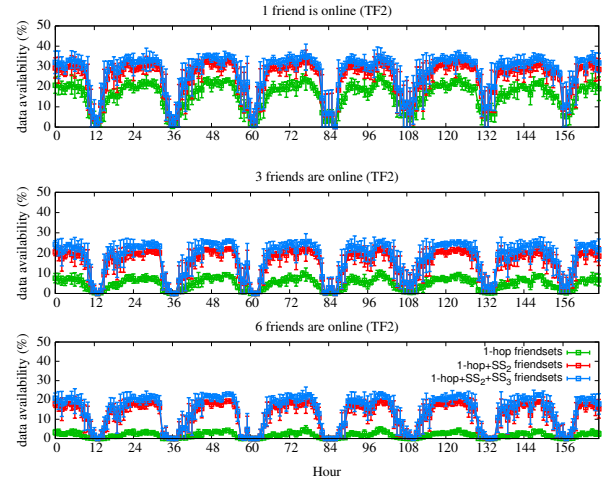 1 friend is online (TF2)
data availability (%)
50
40
30
20
10
0
0 12 24 36 48 60 72 84 96 108 120 132 144 156
3 friends are online (TF2)
data availability (%)
50
40
30
20
10
0
0 12 24 36 48 60 72 84 96 108 120 132 144 156
6 friends are online (TF2)
data availability (%)
50
40
30
20
10
0
1-hop friendsets
1-hop+SS2 friendsets
1-hop+SS2+SS3 friendsets
0 12 24 36 48 60 72 84 96 108 120 132 144 156
Hour